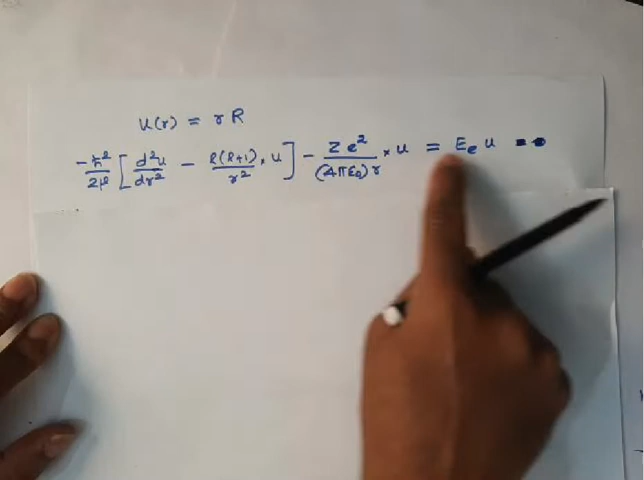 u(r) = r R
-ħ²/2μ [ d²u/dr² - l(l+1)/r² . u ] - Ze²/(4πε₀)r × u = Eₑ u